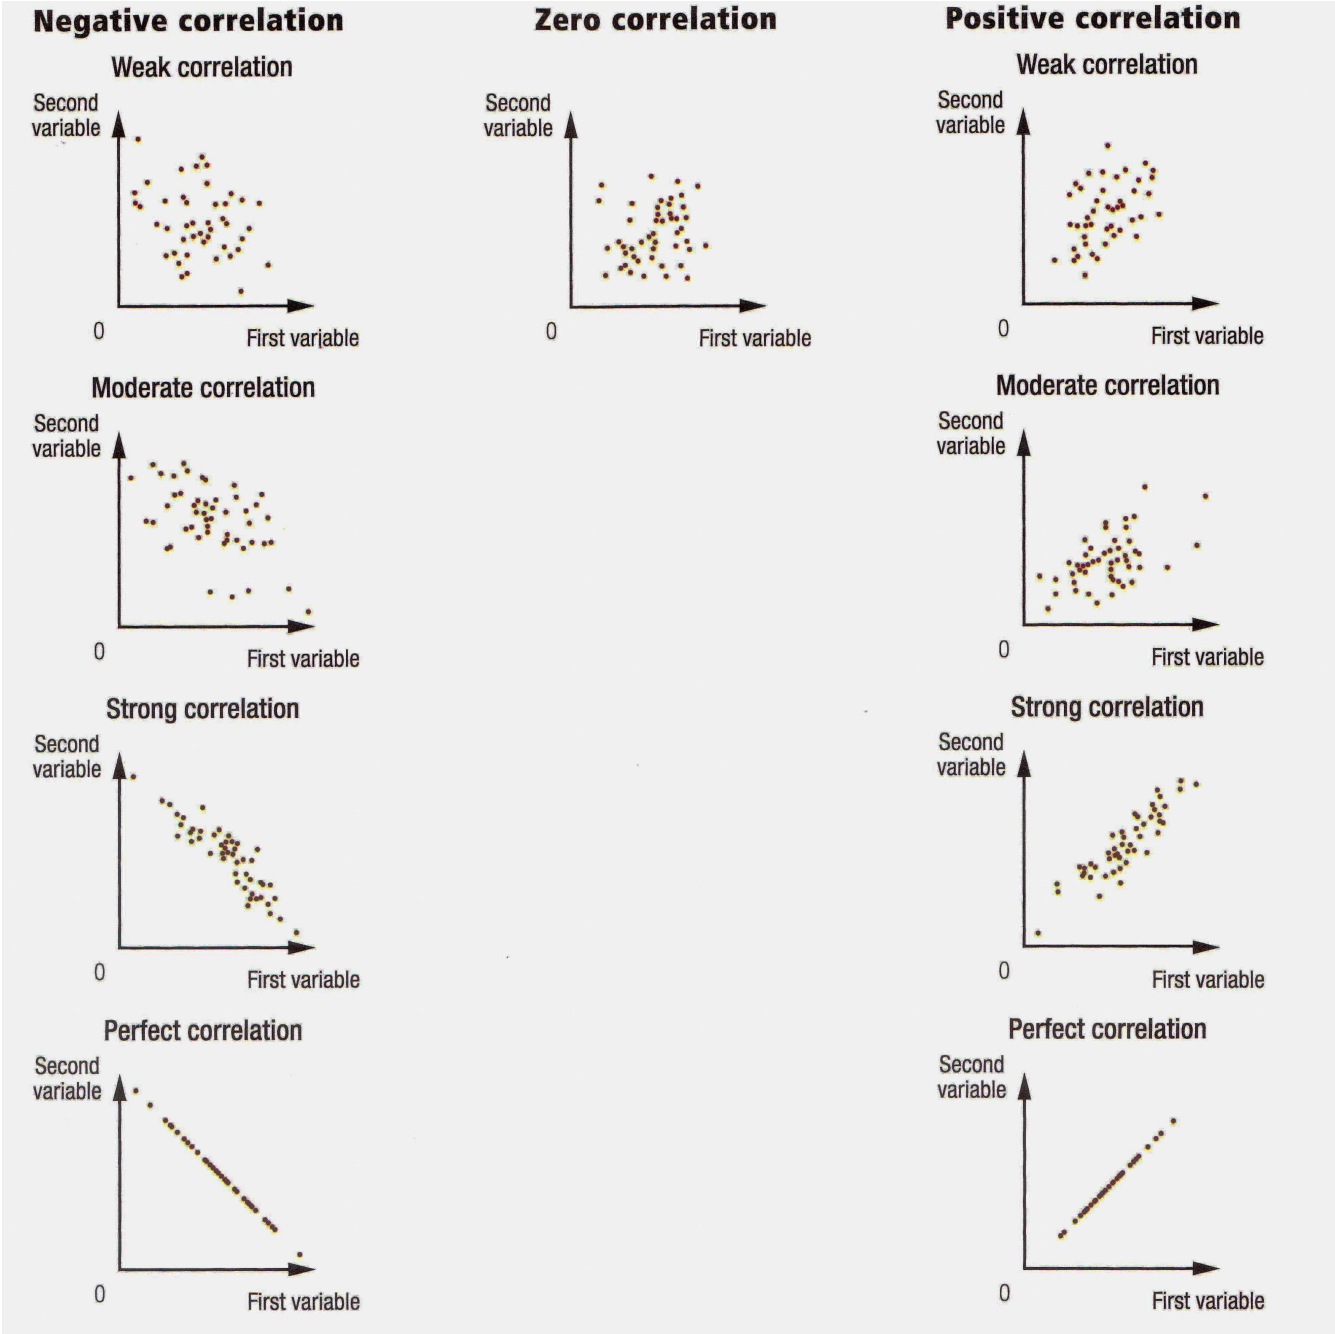 Negative correlation
Zero correlation
Positive correlation
Weak correlation
Second
variable
0
First variable
Second
variable
0
First variable
Weak correlation
Second
variable
0
First variable
Moderate correlation
Second
variable
0
First variable
Moderate correlation
Second
variable
0
First variable
Strong correlation
Second
variable
0
First variable
Strong correlation
Second
variable
0
First variable
Perfect correlation
Second
variable
0
First variable
Perfect correlation
Second
variable
0
First variable